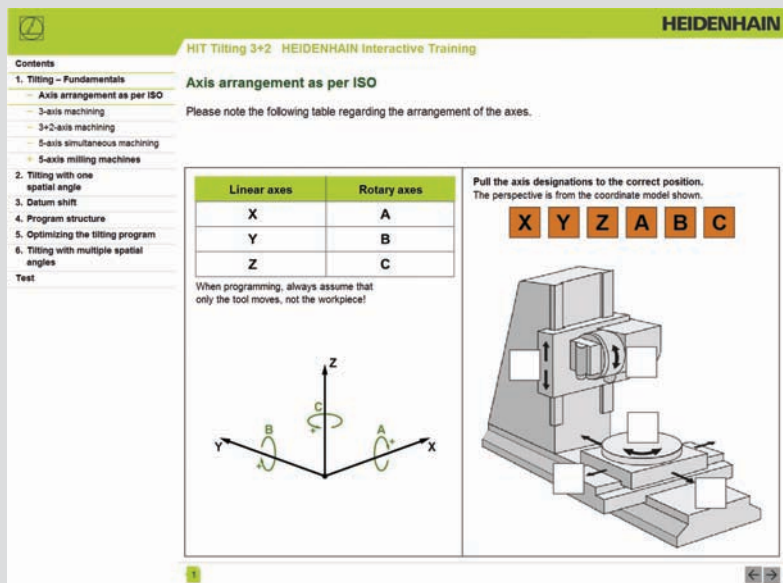 HEIDENHAIN
HIT Tilting 3+2 HEIDENHAIN Interactive Training
Contents
1. Tilting – Fundamentals
– Axis arrangement as per ISO
– 3-axis machining
– 3+2-axis machining
– 5-axis simultaneous machining
+ 5-axis milling machines
2. Tilting with one
spatial angle
3. Datum shift
4. Program structure
5. Optimizing the tilting program
6. Tilting with multiple spatial
angles
Test
Axis arrangement as per ISO
Please note the following table regarding the arrangement of the axes.
Linear axes Rotary axes
X A
Y B
Z C
When programming, always assume that
only the tool moves, not the workpiece!
Z
C
+
B
+
A
+
Y
X
Pull the axis designations to the correct position.
The perspective is from the coordinate model shown.
X Y Z A B C
1